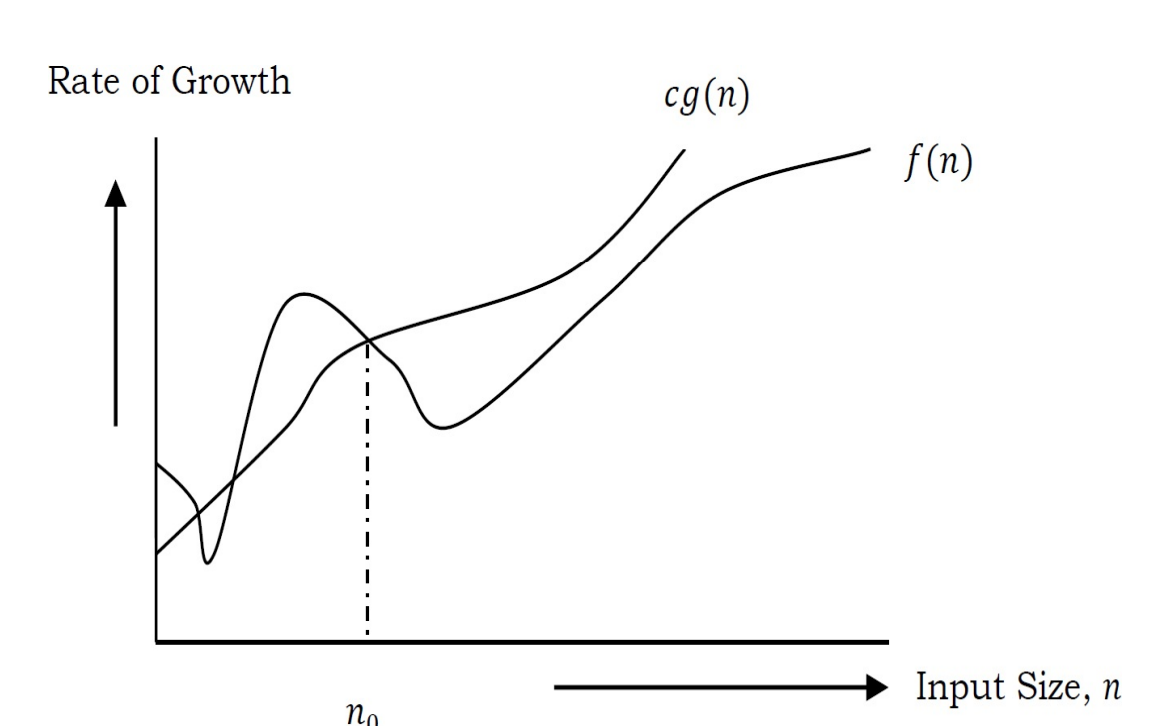 Rate of Growth
cg(n)
f(n)
Input Size, n
n₀